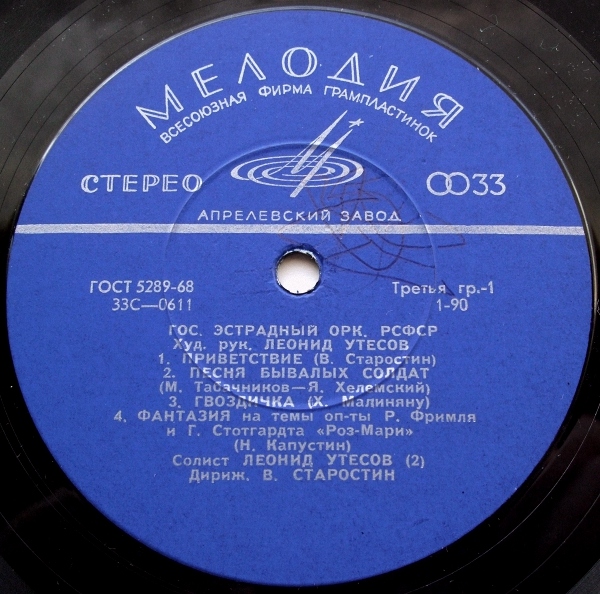 МЕЛОДИЯ
ВСЕСОЮЗНАЯ ФИРМА ГРАМПЛАСТИНОК
СТЕРЕО 33
АПРЕЛЕВСКИЙ ЗАВОД
ГОСТ 5289-68 Третья гр.-1
33С—0611 1-90
ГОС. ЭСТРАДНЫЙ ОРК. РСФСР
Худ. рук. ЛЕОНИД УТЕСОВ
1. ПРИВЕТСТВИЕ (В. Старостин)
2. ПЕСНЯ БЫВАЛЫХ СОЛДАТ
(М. Табачников—Я. Хелемский)
3. ГВОЗДИЧКА (Х. Малиняну)
4. ФАНТАЗИЯ на темы оп-ты Р. Фримля
и Г. Стотгардта «Роз-Мари»
(Н. Капустин)
Солист ЛЕОНИД УТЕСОВ (2)
Дириж. В. СТАРОСТИН